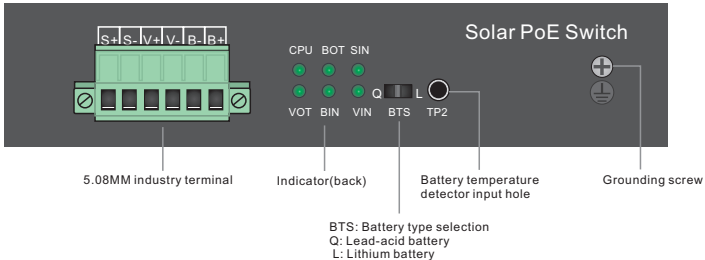 Solar PoE Switch
S+ S- V+ V- B- B+
CPU BOT SIN
Q L
VOT BIN VIN BTS TP2
5.08MM industry terminal
Indicator(back)
Battery temperature
detector input hole
Grounding screw
BTS: Battery type selection
Q: Lead-acid battery
L: Lithium battery